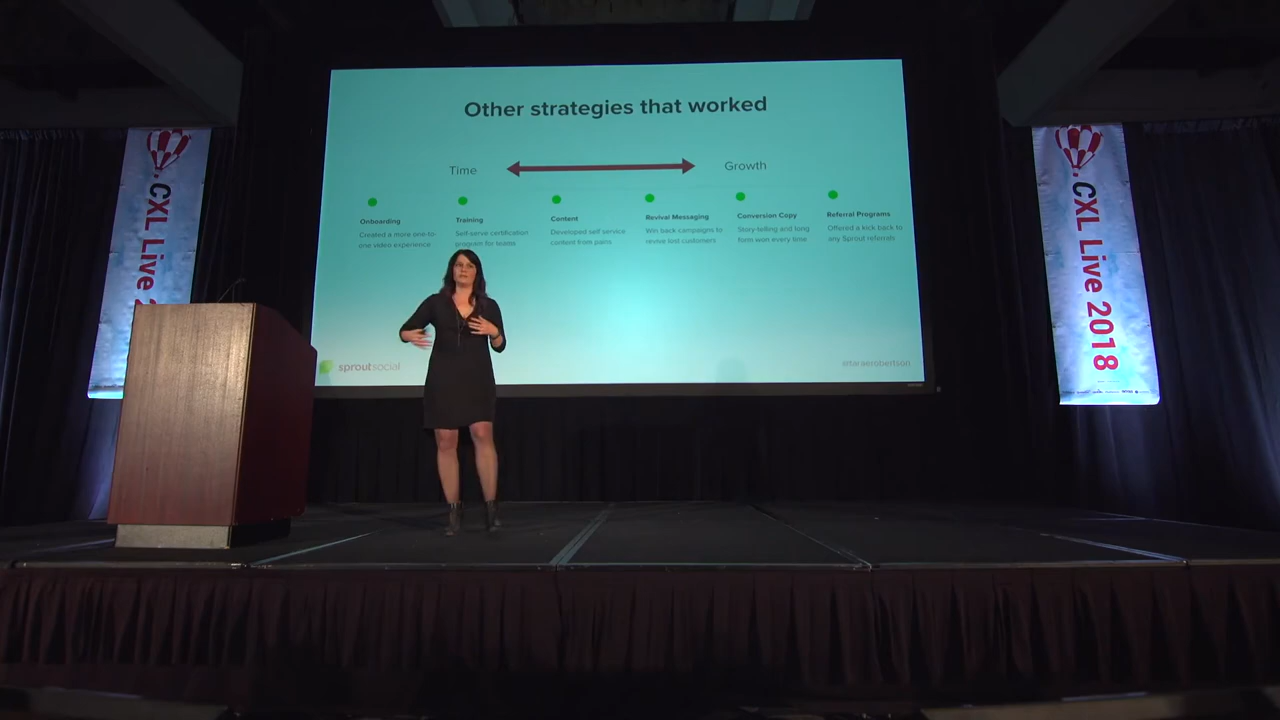 Other strategies that worked
Time
Growth
Onboarding
Created a more one-to-
one video experience
Training
Self-serve certification
program for teams
Content
Developed self service
content from pains
Revival Messaging
Win back campaigns to
revive lost customers
Conversion Copy
Story-telling and long
form won every time
Referral Programs
Offered a kick back to
any Sprout referrals
sproutsocial
@taraerobertson
CXL Live 2
CXL Live 2018